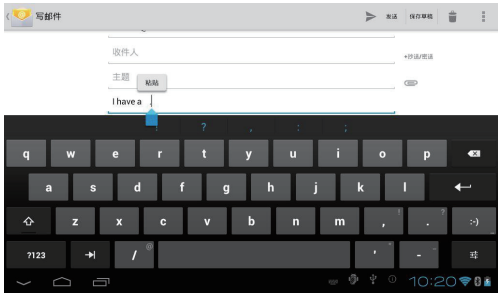 写邮件
发送 保存草稿
收件人
+抄送/密送
主题
粘贴
I have a .
! ? , : ;
q w e r t y u i o p
a s d f g h j k l
z x c v b n m , ! . ? :-)
?123 / @ ' " - _
10:20